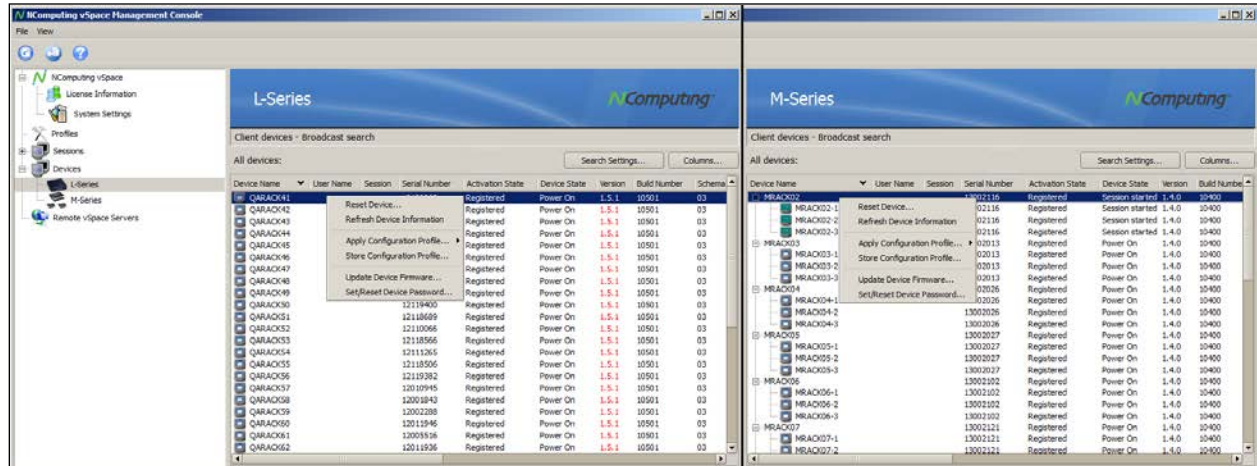 NComputing vSpace Management Console
File View
NComputing vSpace
License Information
System Settings
Profiles
Sessions
Devices
L-Series
M-Series
Remote vSpace Servers
L-Series NComputing
Client devices - Broadcast search
All devices: Search Settings... Columns...
Device Name User Name Session Serial Number Activation State Device State Version Build Number Schema
QARACK41 Registered Power On 1.5.1 10501 03
QARACK42 Registered Power On 1.5.1 10501 03
QARACK43 Registered Power On 1.5.1 10501 03
QARACK44 Registered Power On 1.5.1 10501 03
QARACK45 Registered Power On 1.5.1 10501 03
QARACK46 Registered Power On 1.5.1 10501 03
QARACK47 Registered Power On 1.5.1 10501 03
QARACK48 Registered Power On 1.5.1 10501 03
QARACK49 Registered Power On 1.5.1 10501 03
QARACK50 12119400 Registered Power On 1.5.1 10501 03
QARACK51 12118689 Registered Power On 1.5.1 10501 03
QARACK52 12110066 Registered Power On 1.5.1 10501 03
QARACK53 12118566 Registered Power On 1.5.1 10501 03
QARACK54 12111265 Registered Power On 1.5.1 10501 03
QARACK55 12118506 Registered Power On 1.5.1 10501 03
QARACK56 12119382 Registered Power On 1.5.1 10501 03
QARACK57 12010945 Registered Power On 1.5.1 10501 03
QARACK58 12001843 Registered Power On 1.5.1 10501 03
QARACK59 12002288 Registered Power On 1.5.1 10501 03
QARACK60 12011946 Registered Power On 1.5.1 10501 03
QARACK61 12005516 Registered Power On 1.5.1 10501 03
QARACK62 12011936 Registered Power On 1.5.1 10501 03
Reset Device...
Refresh Device Information
Apply Configuration Profile...
Store Configuration Profile...
Update Device Firmware...
Set/Reset Device Password...
M-Series NComputing
Client devices - Broadcast search
All devices: Search Settings... Columns...
Device Name User Name Session Serial Number Activation State Device State Version Build Numbe
MRACK02 13002116 Registered Session started 1.4.0 10400
MRACK02-1 02116 Registered Session started 1.4.0 10400
MRACK02-2 02116 Registered Session started 1.4.0 10400
MRACK02-3 02116 Registered Session started 1.4.0 10400
MRACK03 02013 Registered Power On 1.4.0 10400
MRACK03-1 02013 Registered Power On 1.4.0 10400
MRACK03-2 02013 Registered Power On 1.4.0 10400
MRACK03-3 02013 Registered Power On 1.4.0 10400
MRACK04 02026 Registered Power On 1.4.0 10400
MRACK04-1 02026 Registered Power On 1.4.0 10400
MRACK04-2 13002026 Registered Power On 1.4.0 10400
MRACK04-3 13002026 Registered Power On 1.4.0 10400
MRACK05 13002027 Registered Power On 1.4.0 10400
MRACK05-1 13002027 Registered Power On 1.4.0 10400
MRACK05-2 13002027 Registered Power On 1.4.0 10400
MRACK05-3 13002027 Registered Power On 1.4.0 10400
MRACK06 13002102 Registered Power On 1.4.0 10400
MRACK06-1 13002102 Registered Power On 1.4.0 10400
MRACK06-2 13002102 Registered Power On 1.4.0 10400
MRACK06-3 13002102 Registered Power On 1.4.0 10400
MRACK07 13002121 Registered Power On 1.4.0 10400
MRACK07-1 13002121 Registered Power On 1.4.0 10400
MRACK07-2 13002121 Registered Power On 1.4.0 10400
Reset Device...
Refresh Device Information
Apply Configuration Profile...
Store Configuration Profile...
Update Device Firmware...
Set/Reset Device Password...